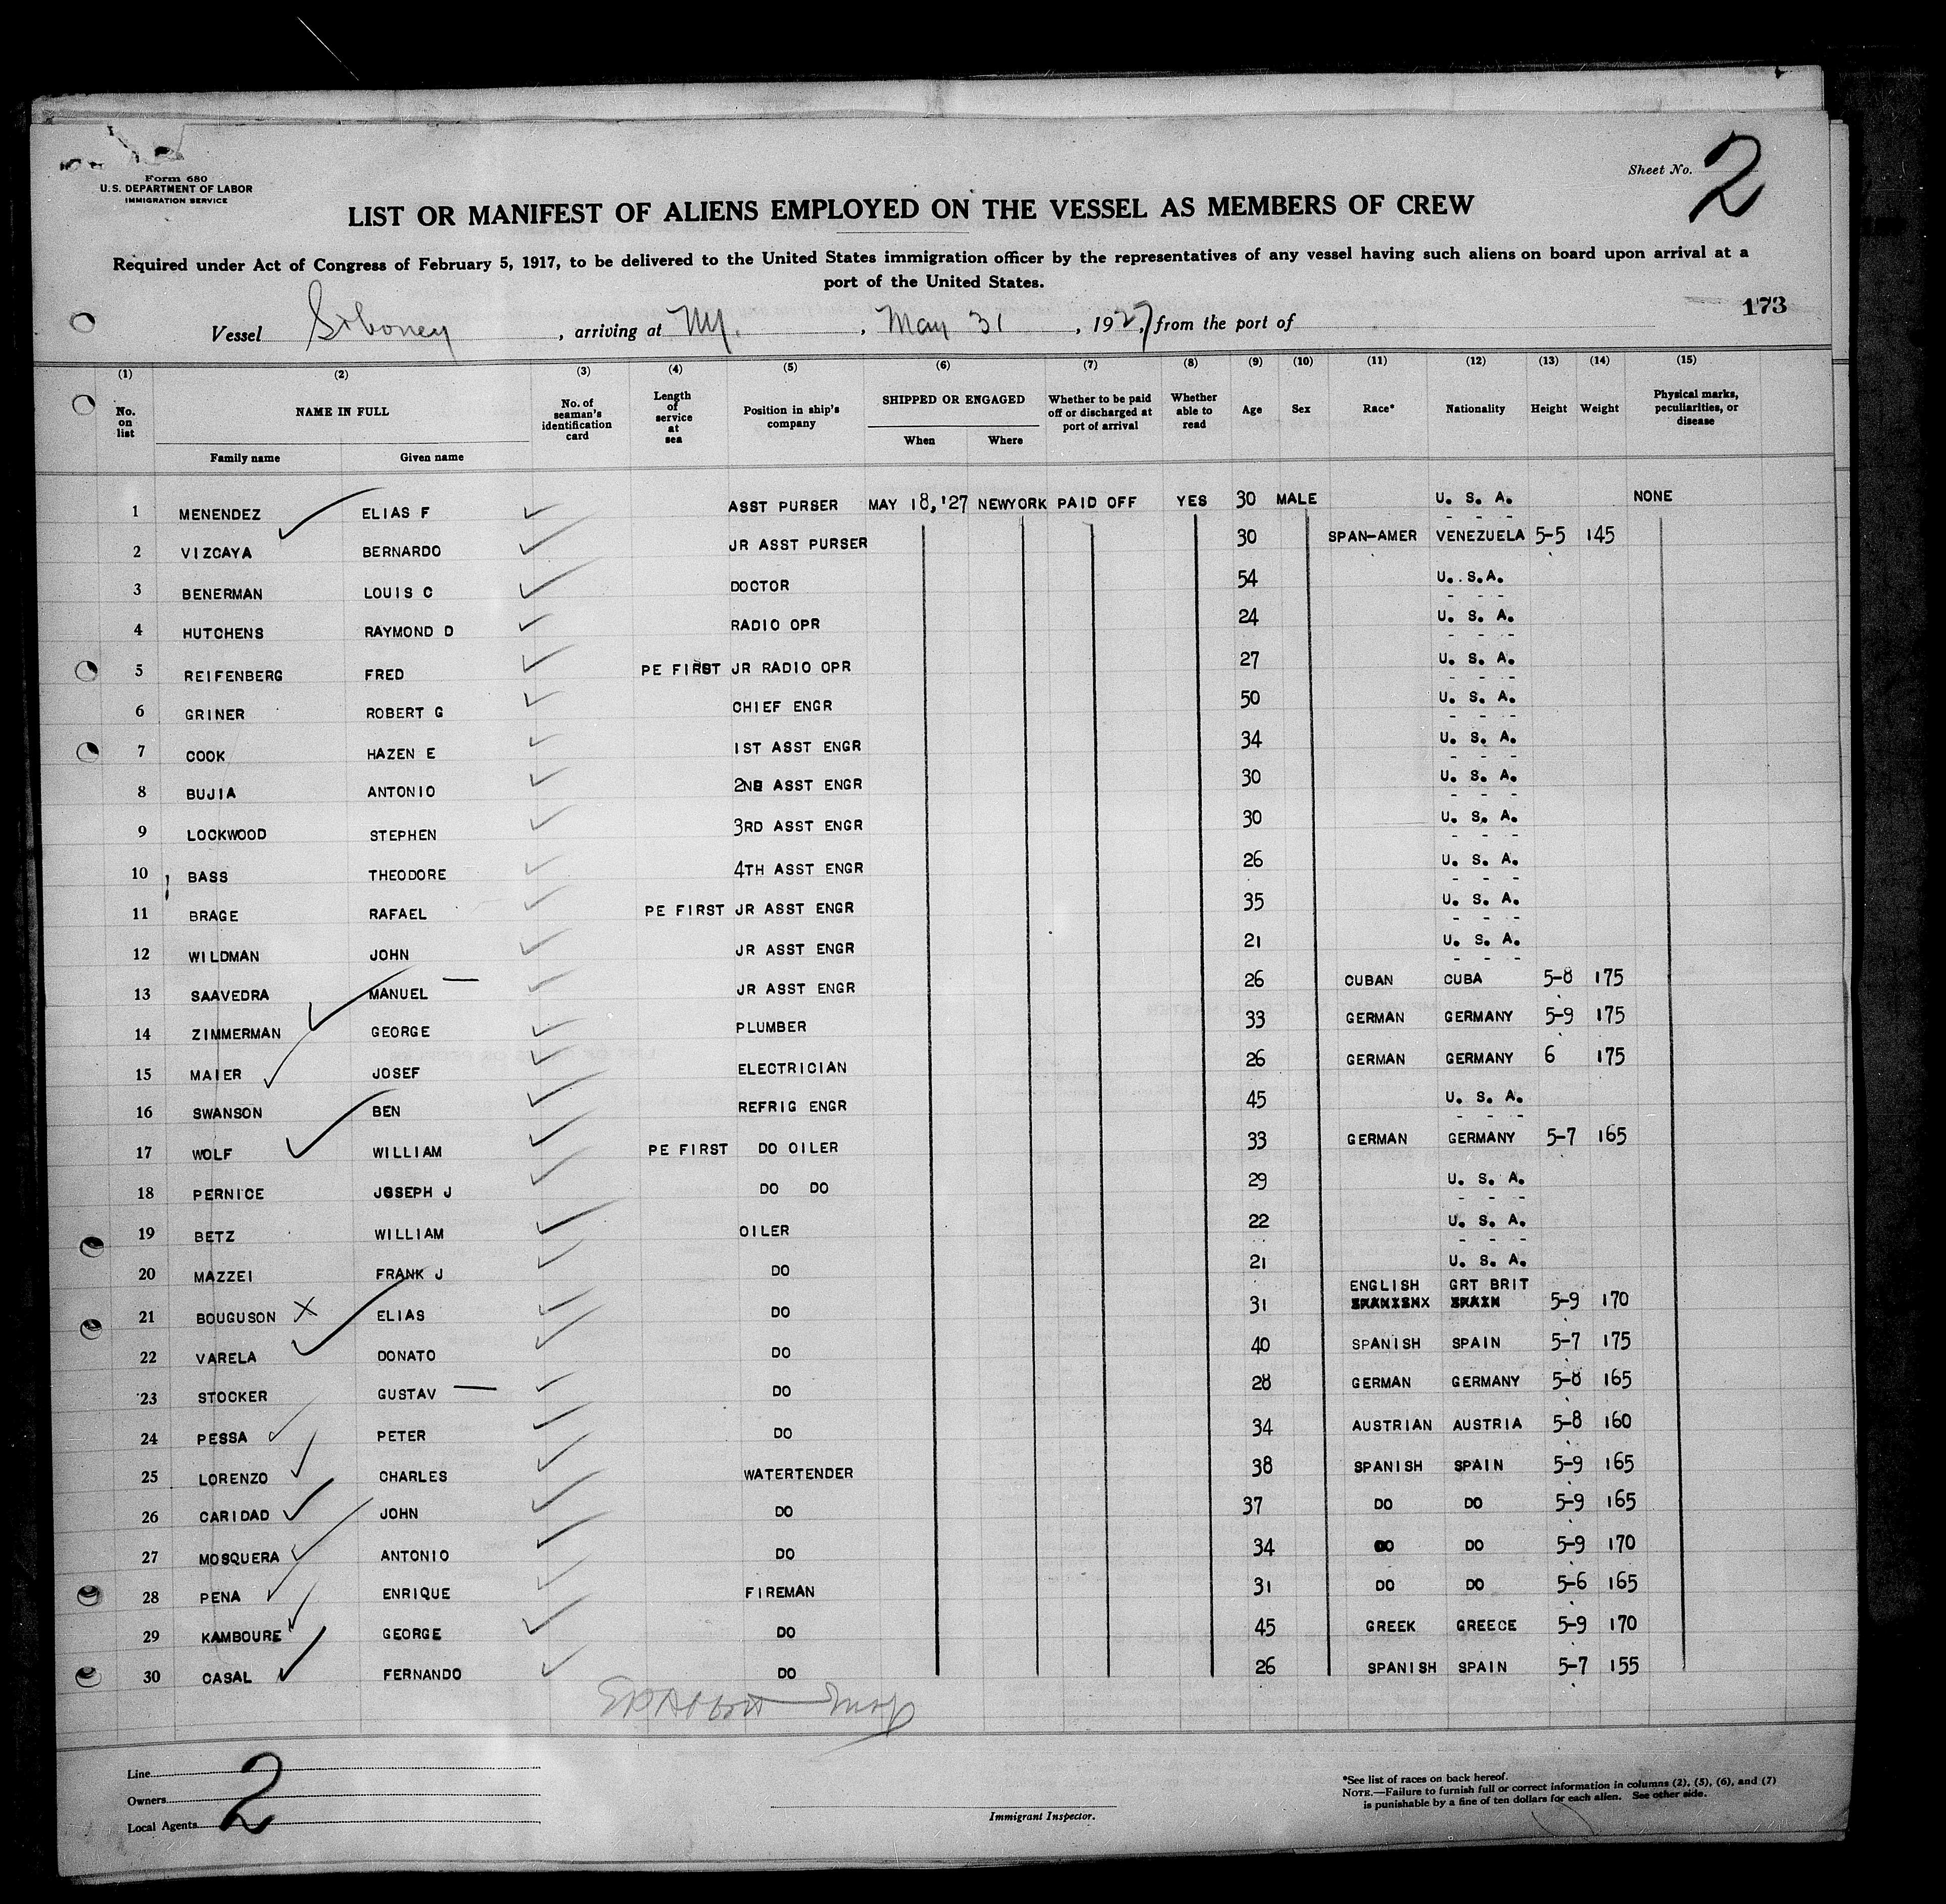 Form 680
U.S. DEPARTMENT OF LABOR
IMMIGRATION SERVICE
Sheet No. 2
LIST OR MANIFEST OF ALIENS EMPLOYED ON THE VESSEL AS MEMBERS OF CREW
Required under Act of Congress of February 5, 1917, to be delivered to the United States immigration officer by the representatives of any vessel having such aliens on board upon arrival at a
port of the United States.
173
Vessel Siboney, arriving at NY., May 31, 1927, from the port of
(1) (2) (3) (4) (5) (6) (7) (8) (9) (10) (11) (12) (13) (14) (15)
No. on list NAME IN FULL Family name Given name No. of seaman's identification card Length of service at sea Position in ship's company SHIPPED OR ENGAGED When Where Whether to be paid off or discharged at port of arrival Whether able to read Age Sex Race* Nationality Height Weight Physical marks, peculiarities, or disease
1 MENENDEZ ELIAS F ASST PURSER MAY 18,'27 NEWYORK PAID OFF YES 30 MALE U. S. A. NONE
2 VIZCAYA BERNARDO JR ASST PURSER 30 SPAN-AMER VENEZUELA 5-5 145
3 BENERMAN LOUIS C DOCTOR 54 U. S.A.
4 HUTCHENS RAYMOND D RADIO OPR 24 U. S. A.
5 REIFENBERG FRED PE FIRST JR RADIO OPR 27 U. S. A.
6 GRINER ROBERT G CHIEF ENGR 50 U. S. A.
7 COOK HAZEN E 1ST ASST ENGR 34 U. S. A.
8 BUJIA ANTONIO 2ND ASST ENGR 30 U. S. A.
9 LOCKWOOD STEPHEN 3RD ASST ENGR 30 U. S. A.
10 BASS THEODORE 4TH ASST ENGR 26 U. S. A.
11 BRAGE RAFAEL PE FIRST JR ASST ENGR 35 U. S. A.
12 WILDMAN JOHN JR ASST ENGR 21 U. S. A.
13 SAAVEDRA MANUEL JR ASST ENGR 26 CUBAN CUBA 5-8 175
14 ZIMMERMAN GEORGE PLUMBER 33 GERMAN GERMANY 5-9 175
15 MAIER JOSEF ELECTRICIAN 26 GERMAN GERMANY 6 175
16 SWANSON BEN REFRIG ENGR 45 U. S. A.
17 WOLF WILLIAM PE FIRST DO OILER 33 GERMAN GERMANY 5-7 165
18 PERNICE JOSEPH J DO DO 29 U. S. A.
19 BETZ WILLIAM OILER 22 U. S. A.
20 MAZZEI FRANK J DO 21 U. S. A.
21 BOUGUSON ELIAS DO 31 ENGLISH GRT BRIT 5-9 170
22 VARELA DONATO DO 40 SPANISH SPAIN 5-7 175
23 STOCKER GUSTAV DO 28 GERMAN GERMANY 5-8 165
24 PESSA PETER DO 34 AUSTRIAN AUSTRIA 5-8 160
25 LORENZO CHARLES WATERTENDER 38 SPANISH SPAIN 5-9 165
26 CARIDAD JOHN DO 37 DO DO 5-9 165
27 MOSQUERA ANTONIO DO 34 DO DO 5-9 170
28 PENA ENRIQUE FIREMAN 31 DO DO 5-6 165
29 KAMBOURE GEORGE DO 45 GREEK GREECE 5-9 170
30 CASAL FERNANDO DO 26 SPANISH SPAIN 5-7 155
Line
Owners
Local Agents
2
Immigrant Inspector.
*See list of races on back hereof.
NOTE.—Failure to furnish full or correct information in columns (2), (5), (6), and (7)
is punishable by a fine of ten dollars for each alien. See other side.